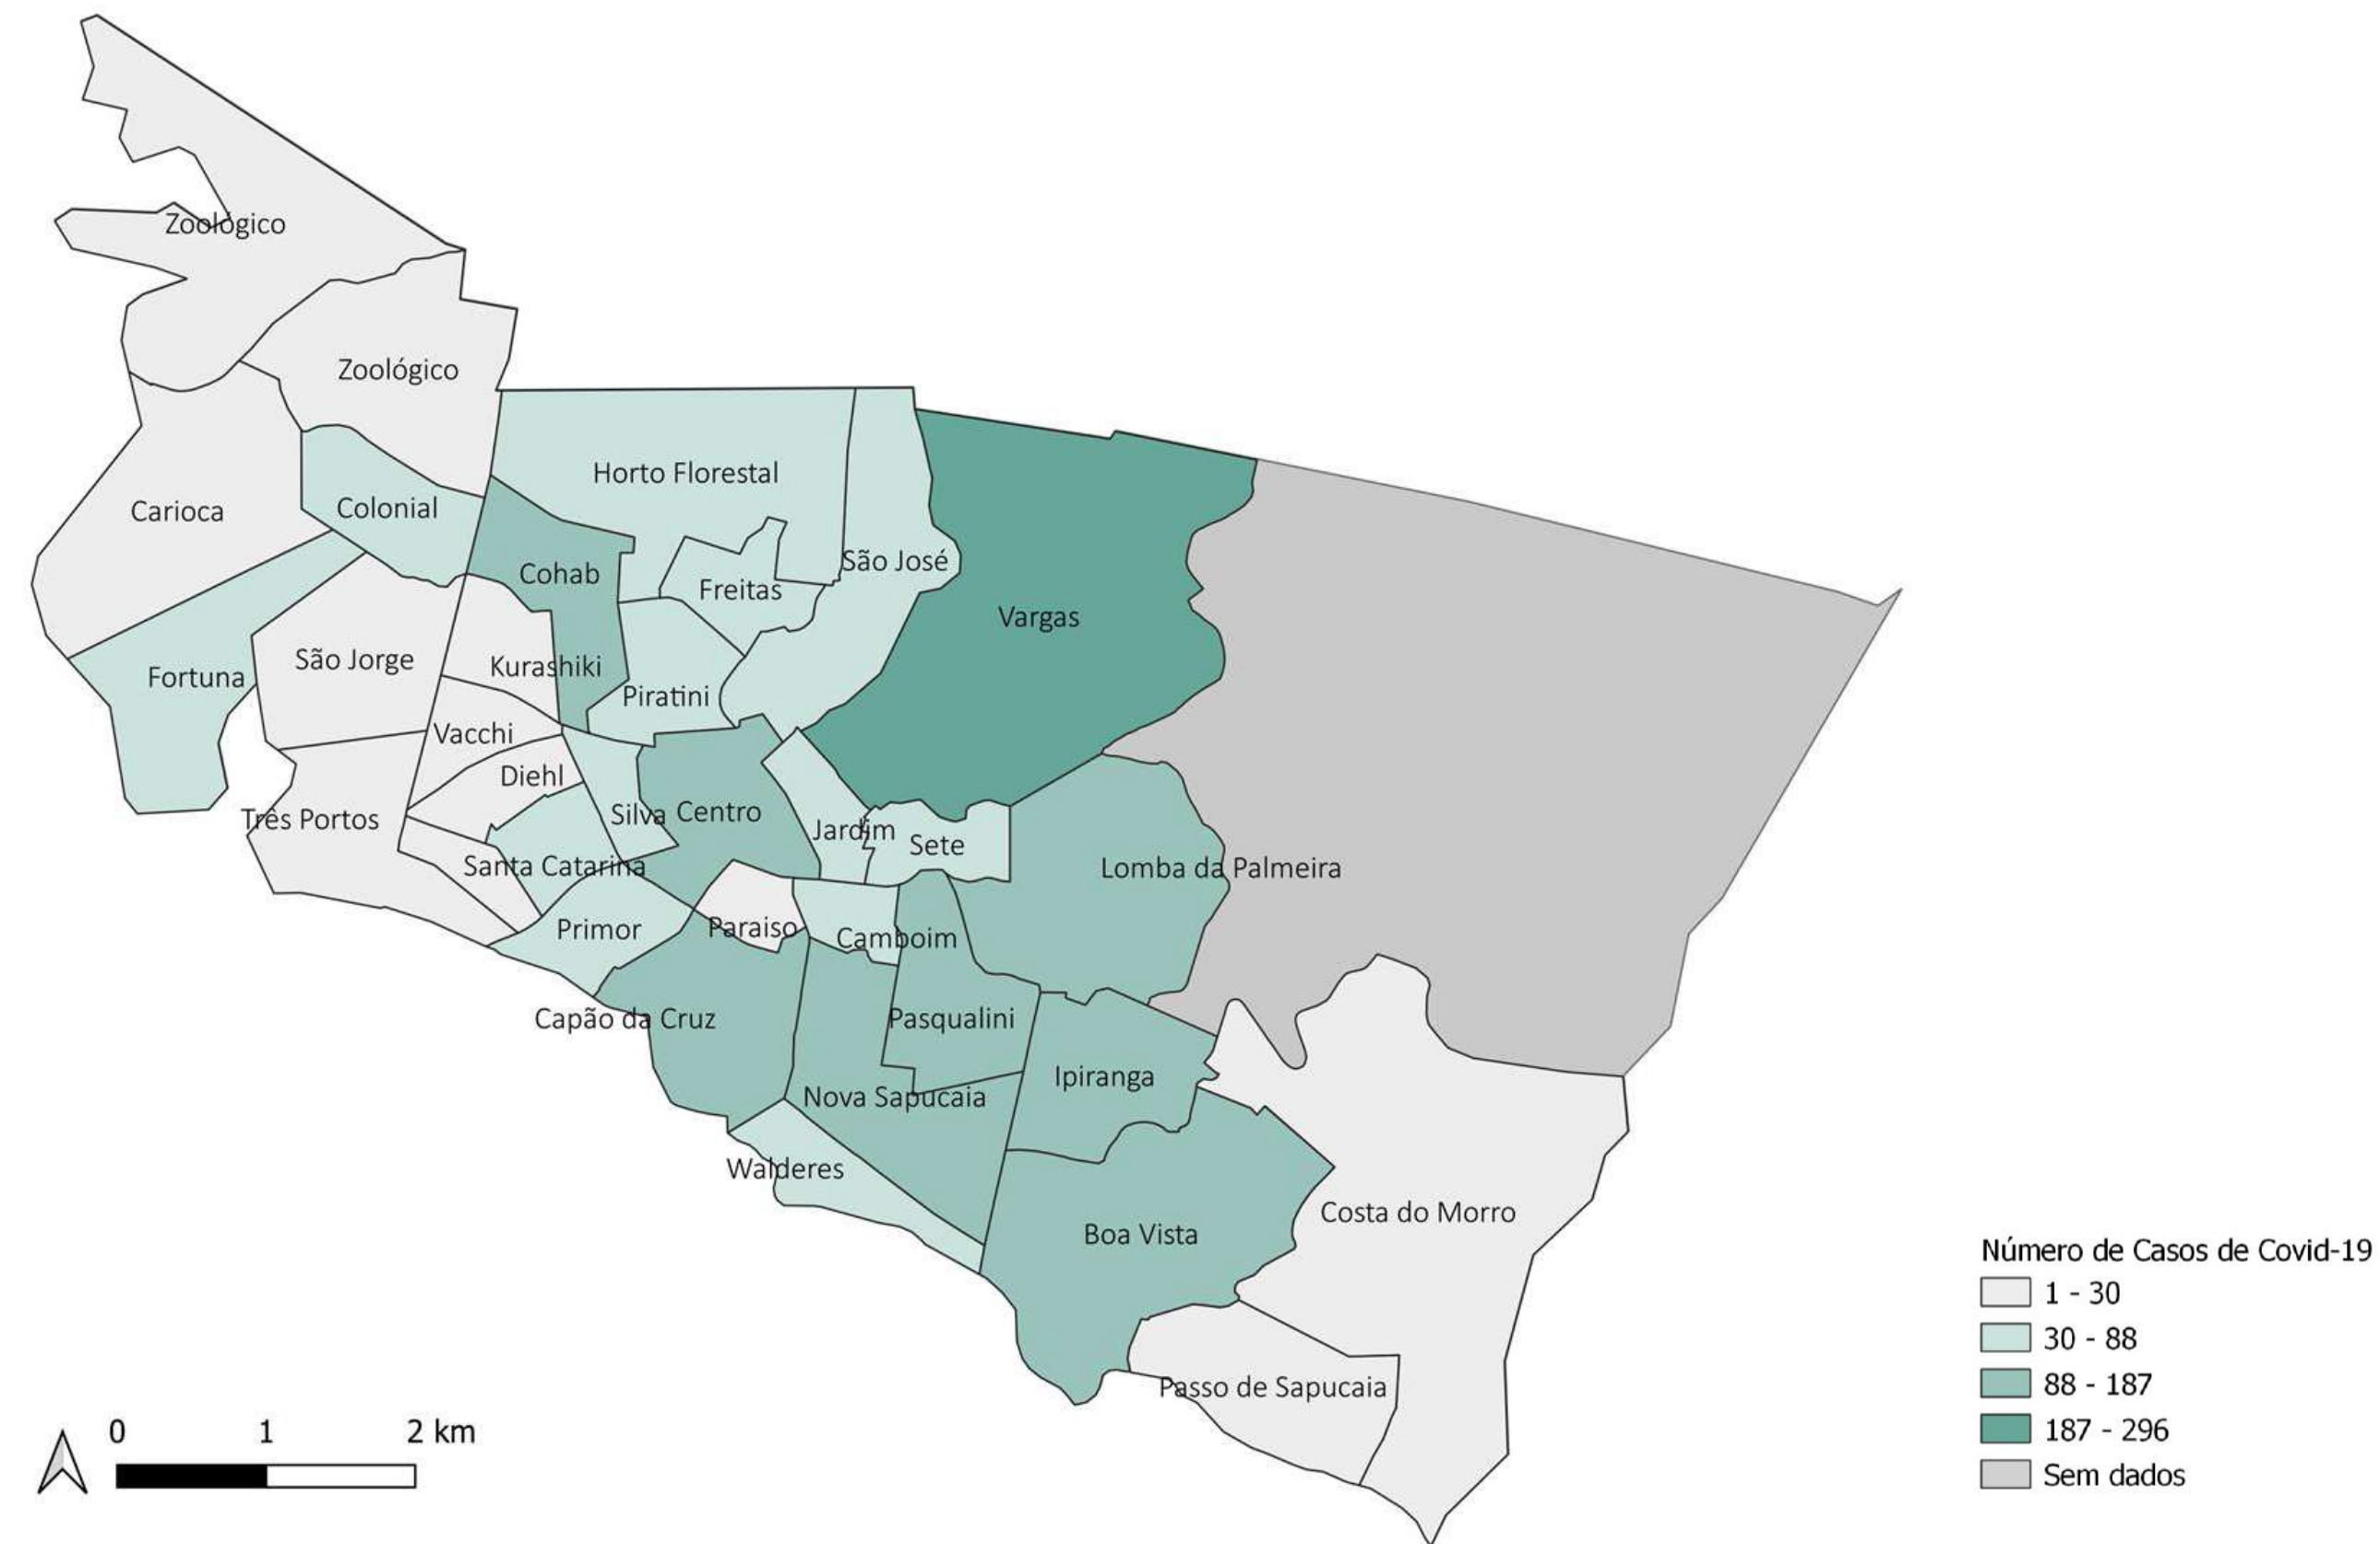 Zoológico
Zoológico
Horto Florestal
Carioca
Colonial
São José
Cohab
Freitas
Vargas
São Jorge
Kurashiki
Fortuna
Piratini
Vacchi
Diehl
Silva
Centro
Três Portos
Jardim
Sete
Santa Catarina
Lomba da Palmeira
Primor
Paraiso
Camboim
Capão da Cruz
Pasqualini
Ipiranga
Nova Sapucaia
Walderes
Costa do Morro
Boa Vista
Passo de Sapucaia
Número de Casos de Covid-19
1 - 30
30 - 88
88 - 187
187 - 296
Sem dados
0 1 2 km